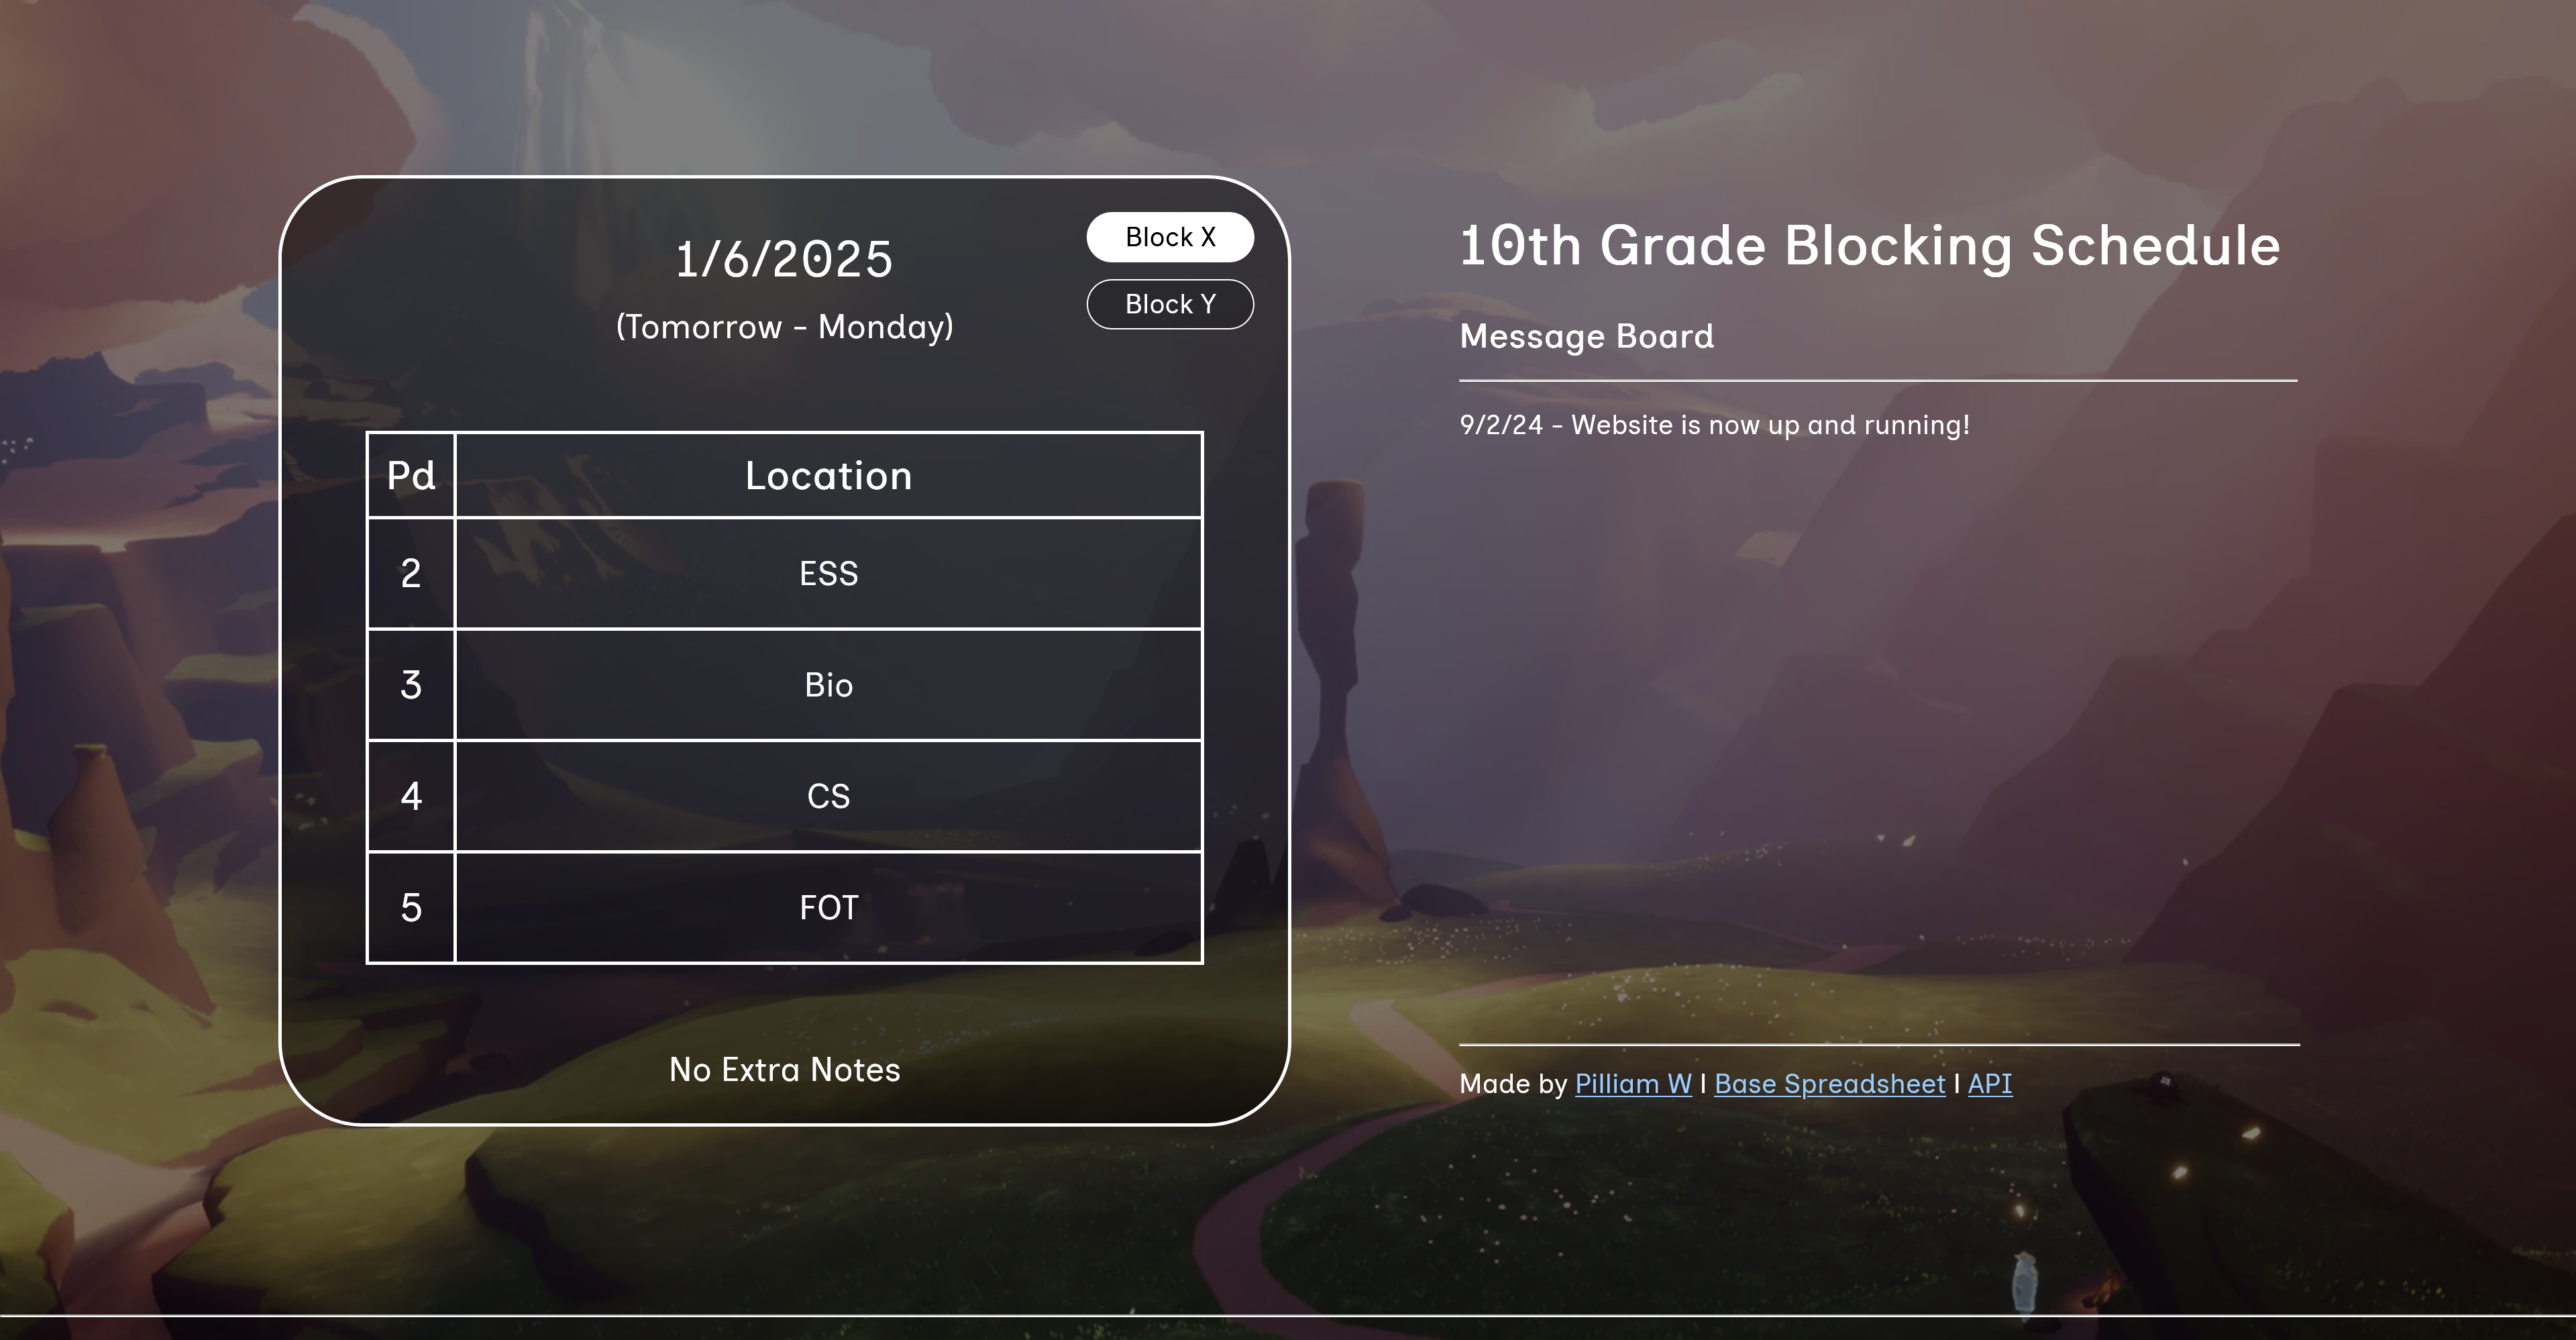 1/6/2025
(Tomorrow - Monday)
Block X
Block Y
Pd Location
2 ESS
3 Bio
4 CS
5 FOT
No Extra Notes
10th Grade Blocking Schedule
Message Board
9/2/24 - Website is now up and running!
Made by Pilliam W | Base Spreadsheet | API